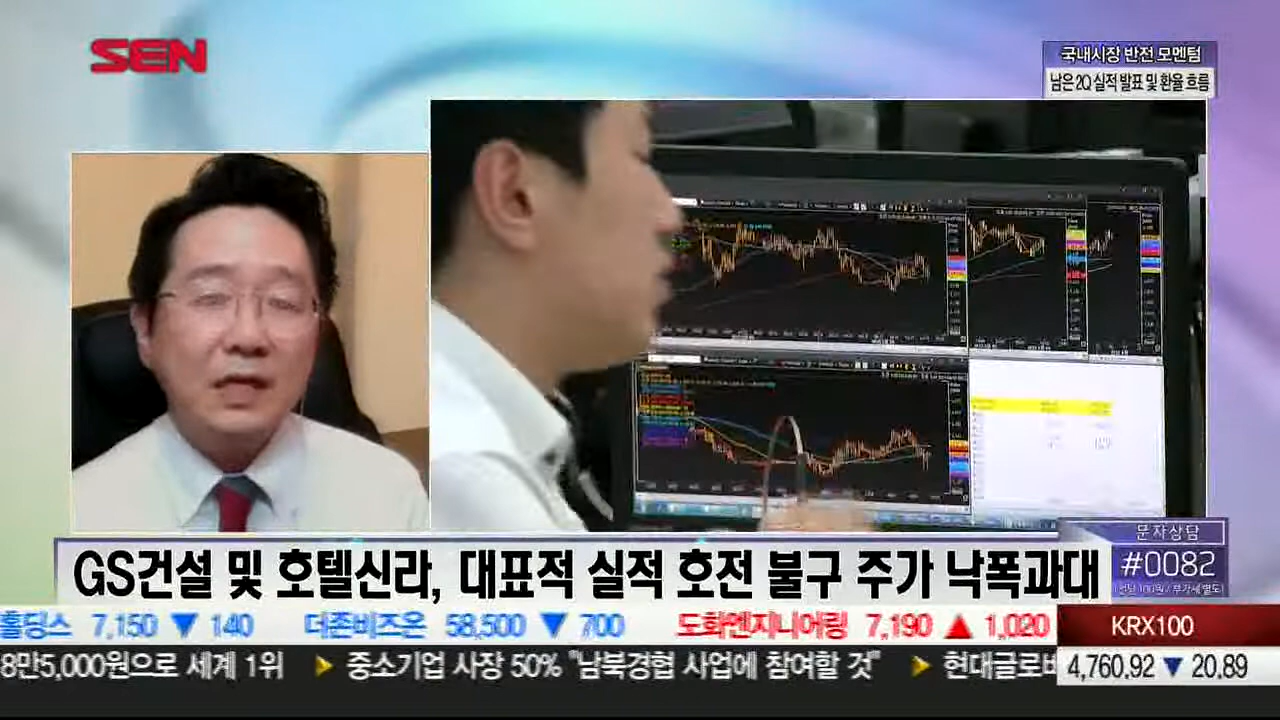 SEN
국내시장 반전 모멘텀
남은 2Q 실적 발표 및 환율 흐름
문자상담
#0082
GS건설 및 호텔신라, 대표적 실적 호전 불구 주가 낙폭과대
홀딩스 7,150 ▼ 140 더존비즈온 58,500 ▼ 700 도화엔지니어링 7,190 ▲ 1,020
KRX100
8만5,000원으로 세계 1위 ▶ 중소기업 사장 50% "남북경협 사업에 참여할 것" ▶ 현대글로비
4,760.92 ▼ 20.89